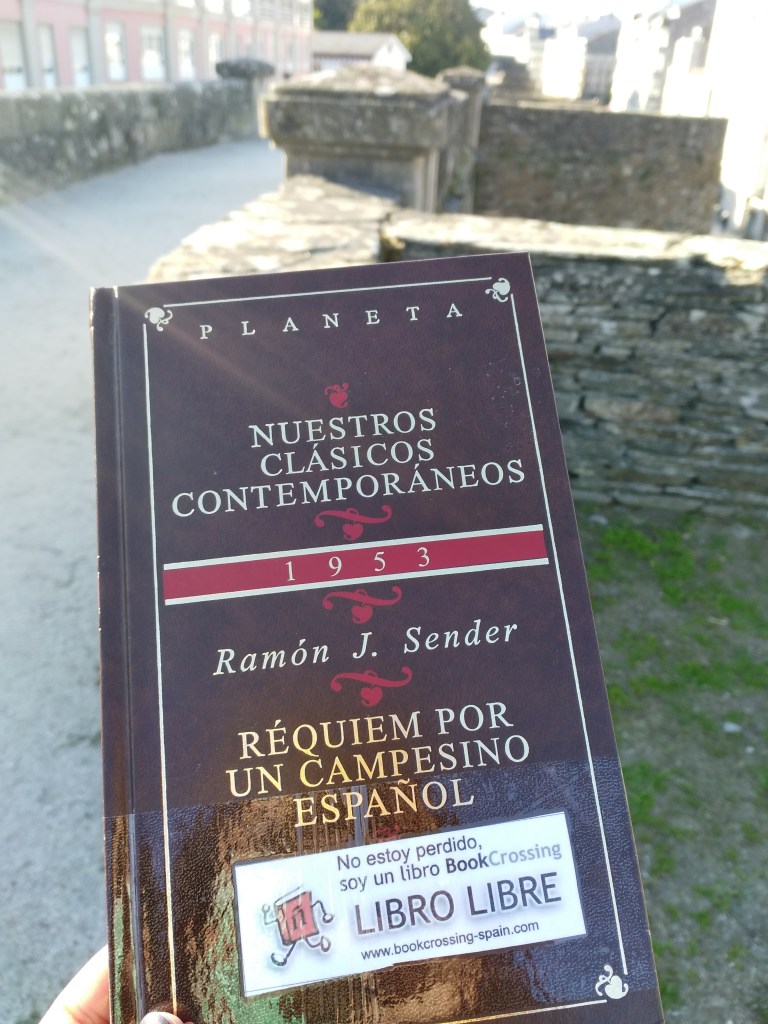 PLANETA
NUESTROS
CLÁSICOS
CONTEMPORÁNEOS
1953
Ramón J. Sender
RÉQUIEM POR
UN CAMPESINO
ESPAÑOL
No estoy perdido,
soy un libro BookCrossing
ñ
LIBRO LIBRE
www.bookcrossing-spain.com